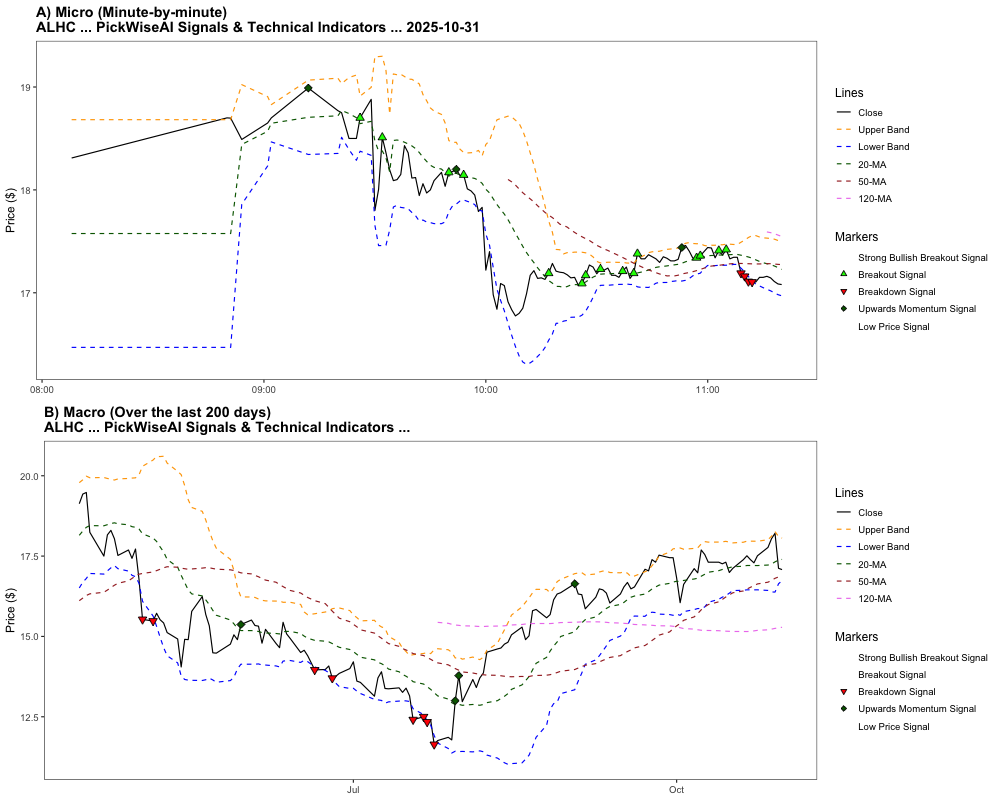 A) Micro (Minute-by-minute)
ALHC ... PickWiseAI Signals & Technical Indicators ... 2025-10-31
Price ($)
19
18
17
08:00
09:00
10:00
11:00
Lines
Close
Upper Band
Lower Band
20-MA
50-MA
120-MA
Markers
Strong Bullish Breakout Signal
Breakout Signal
Breakdown Signal
Upwards Momentum Signal
Low Price Signal
B) Macro (Over the last 200 days)
ALHC ... PickWiseAI Signals & Technical Indicators ...
Price ($)
20.0
17.5
15.0
12.5
Jul
Oct
Lines
Close
Upper Band
Lower Band
20-MA
50-MA
120-MA
Markers
Strong Bullish Breakout Signal
Breakout Signal
Breakdown Signal
Upwards Momentum Signal
Low Price Signal